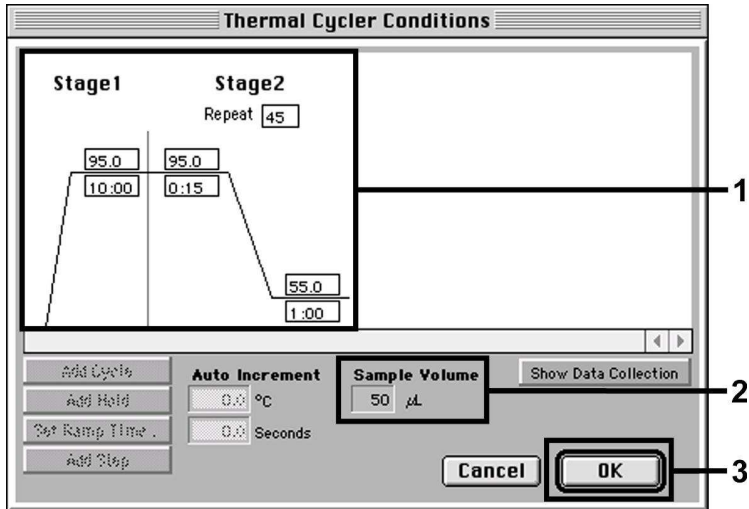 Thermal Cycler Conditions
Stage1 Stage2
Repeat 45
95.0 95.0
10:00 0:15
55.0
1:00
1
Add Cycle
Add Hold
Set Ramp Time .
Add Step
Auto Increment
0.0 °C
0.0 Seconds
Sample Volume
50 µL
Show Data Collection
2
Cancel OK
3